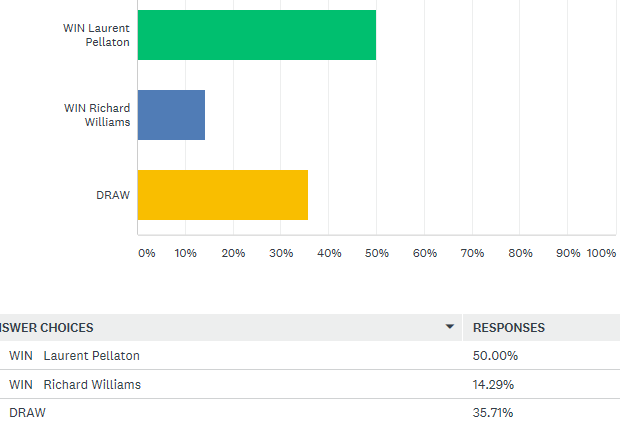 WIN Laurent
Pellaton
WIN Richard
Williams
DRAW
0% 10% 20% 30% 40% 50% 60% 70% 80% 90% 100%
SWER CHOICES RESPONSES
WIN Laurent Pellaton 50.00%
WIN Richard Williams 14.29%
DRAW 35.71%